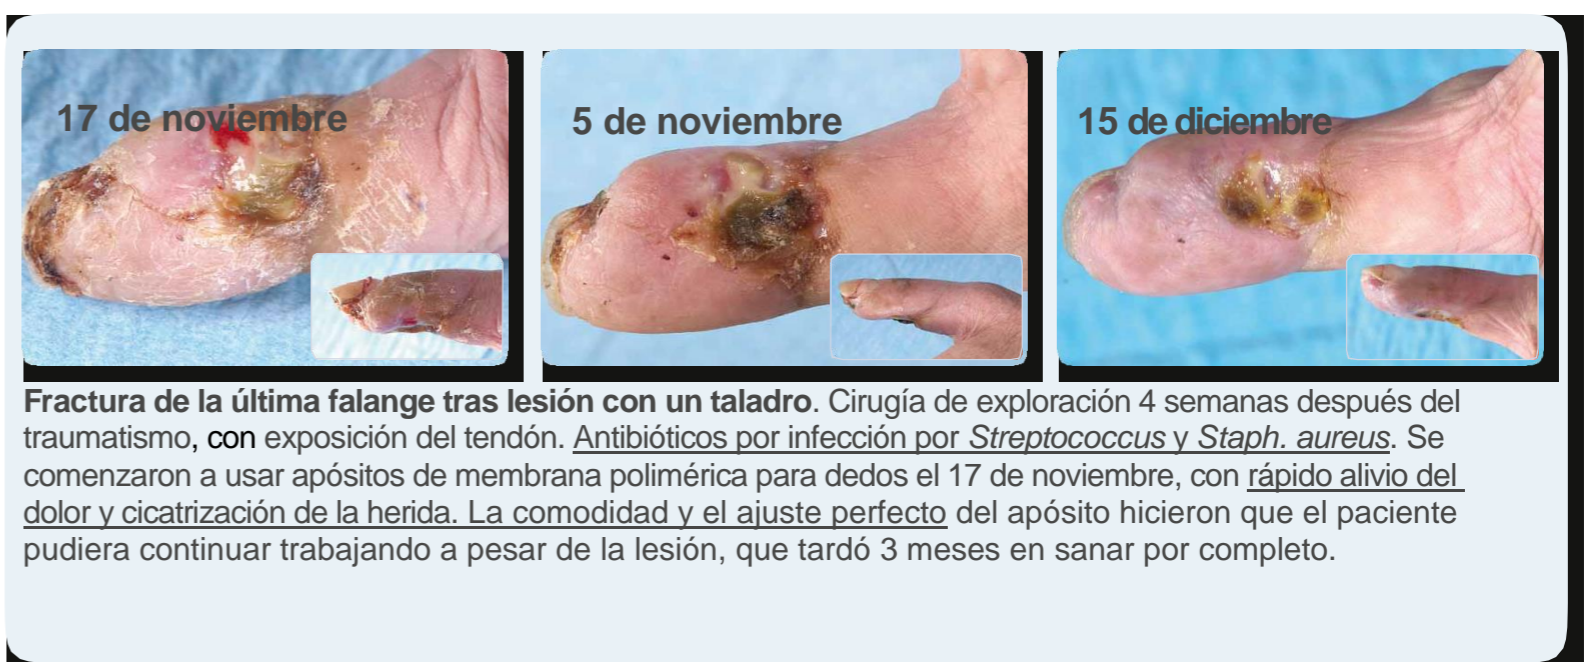 17 de noviembre
5 de noviembre
15 de diciembre
Fractura de la última falange tras lesión con un taladro. Cirugía de exploración 4 semanas después del
traumatismo, con exposición del tendón. Antibióticos por infección por Streptococcus y Staph. aureus. Se
comenzaron a usar apósitos de membrana polimérica para dedos el 17 de noviembre, con rápido alivio del
dolor y cicatrización de la herida. La comodidad y el ajuste perfecto del apósito hicieron que el paciente
pudiera continuar trabajando a pesar de la lesión, que tardó 3 meses en sanar por completo.